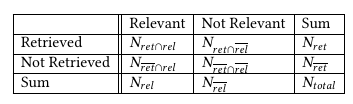 Relevant Not Relevant Sum
Retrieved N_{ret∩rel} N_{ret∩\overline{rel}} N_{ret}
Not Retrieved N_{\overline{ret}∩rel} N_{\overline{ret}∩\overline{rel}} N_{\overline{ret}}
Sum N_{rel} N_{\overline{rel}} N_{total}